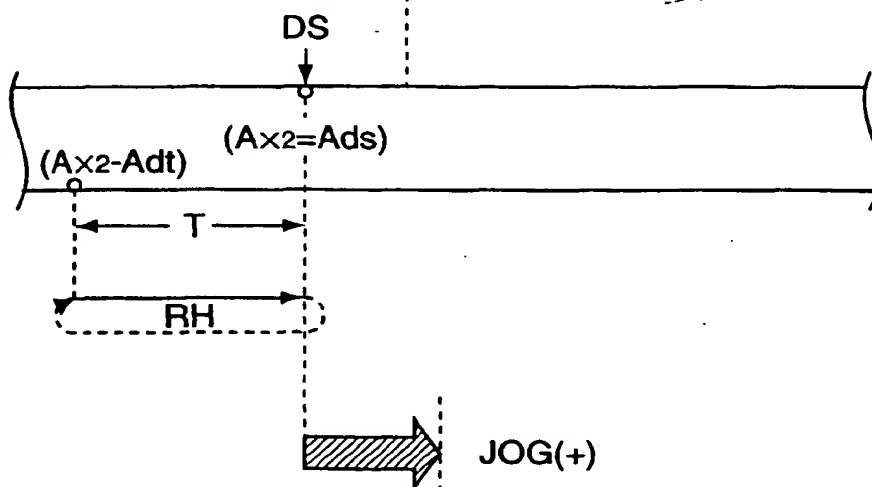 DS
(Ax2=Ads)
(Ax2-Adt)
T
RH
JOG(+)